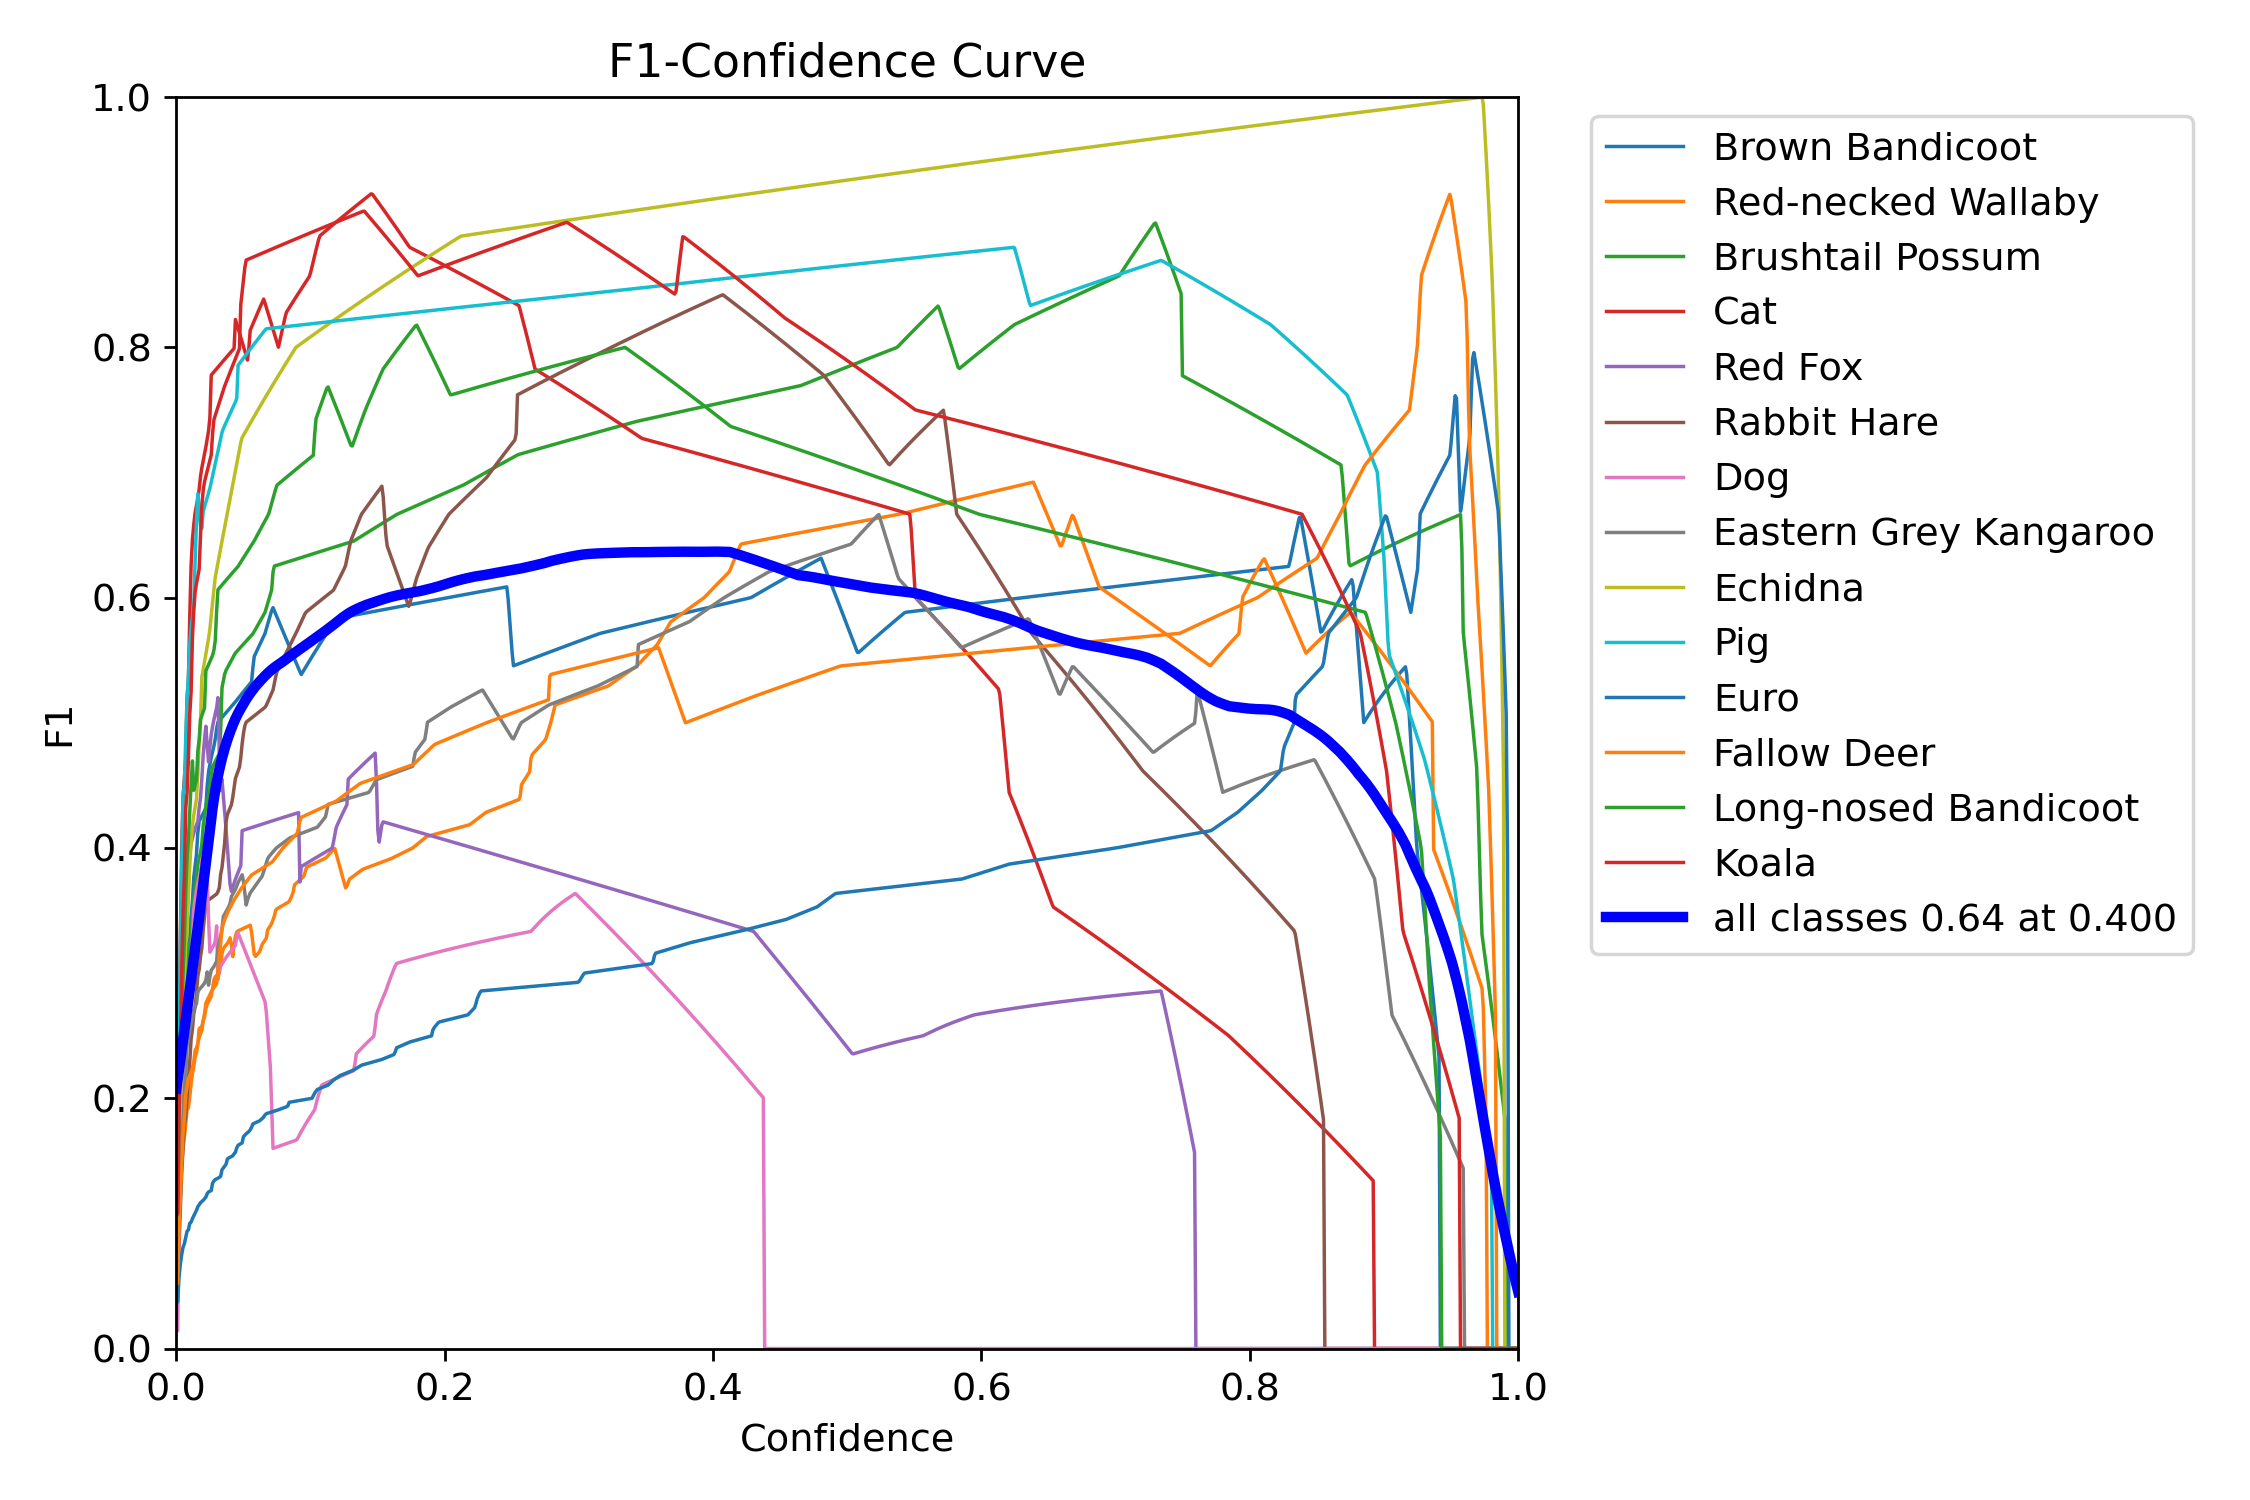 F1-Confidence Curve
1.0
0.8
0.6
0.4
0.2
0.0
F1
0.0 0.2 0.4 0.6 0.8 1.0
Confidence
Brown Bandicoot
Red-necked Wallaby
Brushtail Possum
Cat
Red Fox
Rabbit Hare
Dog
Eastern Grey Kangaroo
Echidna
Pig
Euro
Fallow Deer
Long-nosed Bandicoot
Koala
all classes 0.64 at 0.400